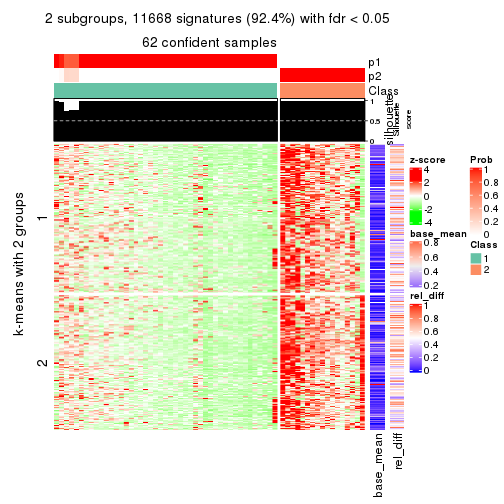 2 subgroups, 11668 signatures (92.4%) with fdr < 0.05
62 confident samples
p1
p2
Class
1
0.5
0
silhouette
Silhouette
score
k-means with 2 groups
1
2
base_mean
rel_diff
z-score
4
2
0
-2
-4
base_mean
0.8
0.6
0.4
0.2
rel_diff
1
0.8
0.6
0.4
0.2
0
Prob
1
0.8
0.6
0.4
0.2
0
Class
1
2